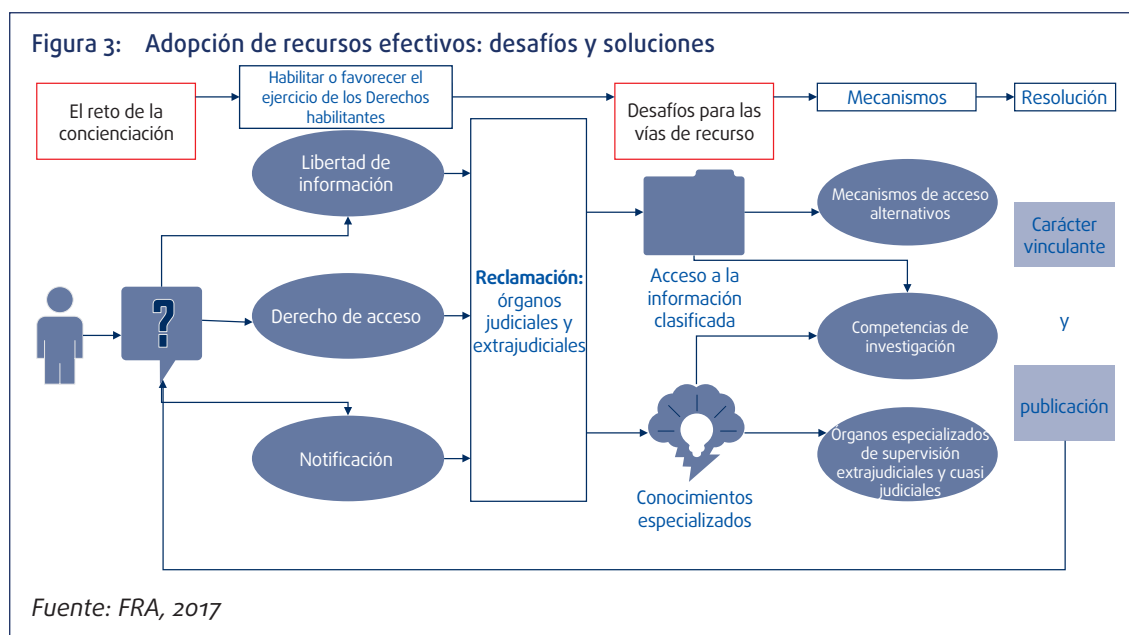 Figura 3: Adopción de recursos efectivos: desafíos y soluciones
El reto de la
concienciación
Habilitar o favorecer el
ejercicio de los Derechos
habilitantes
Desafíos para las
vías de recurso
Mecanismos
Resolución
Libertad de
información
Derecho de acceso
Notificación
?
Reclamación:
órganos
judiciales y
extrajudiciales
Acceso a la
información
clasificada
Conocimientos
especializados
Mecanismos de acceso
alternativos
Competencias de
investigación
Órganos especializados
de supervisión
extrajudiciales y cuasi
judiciales
Carácter
vinculante
y
publicación
Fuente: FRA, 2017